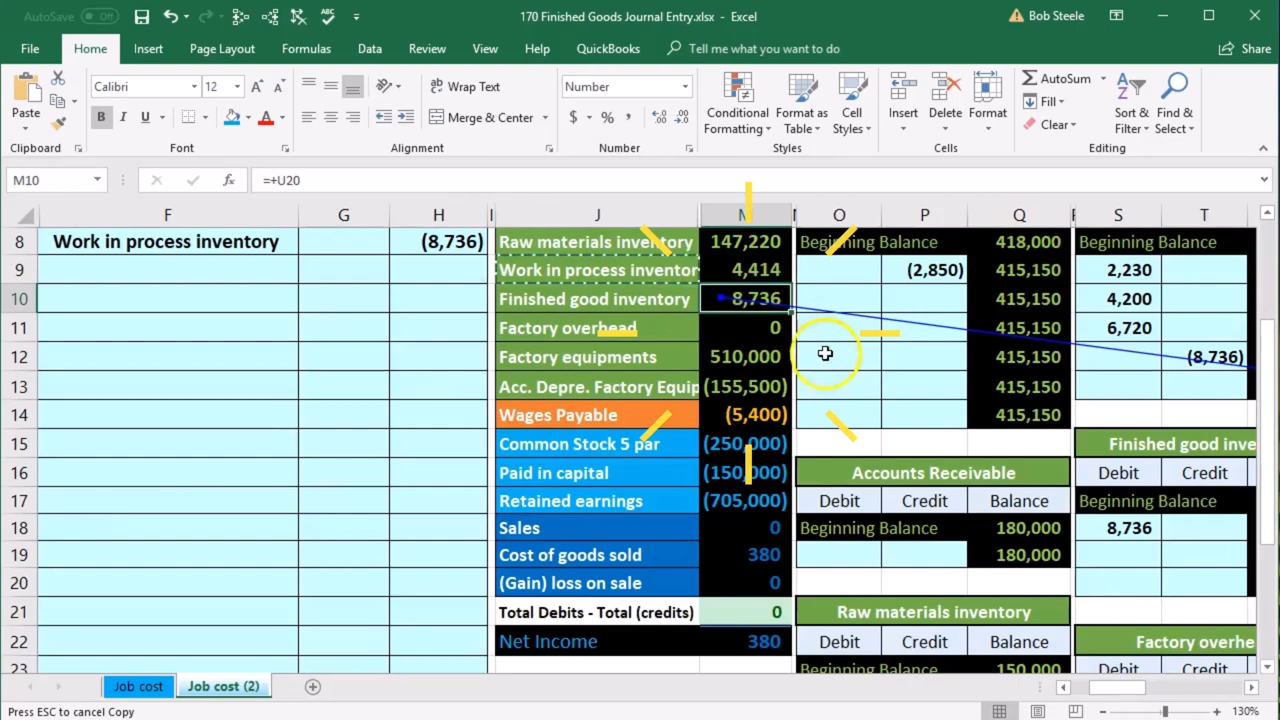 AutoSave Off 170 Finished Goods Journal Entry.xlsx - Excel Bob Steele
File Home Insert Page Layout Formulas Data Review View Help QuickBooks Tell me what you want to do Share
Paste Calibri 12 Wrap Text Number Conditional Formatting Format as Table Cell Styles Insert Delete Format AutoSum Sort & Filter Find & Select
B I U Merge & Center $ % Fill
Clear
Clipboard Font Alignment Number Styles Cells Editing
M10 fx =+U20
F G H I J M N O P Q R S T
8 Work in process inventory (8,736) Raw materials inventory 147,220 Beginning Balance 418,000 Beginning Balance
9 Work in process inventor 4,414 (2,850) 415,150 2,230
10 Finished good inventory 8,736 415,150 4,200
11 Factory overhead 0 415,150 6,720
12 Factory equipments 510,000 415,150 (8,736)
13 Acc. Depre. Factory Equip (155,500) 415,150
14 Wages Payable (5,400) 415,150
15 Common Stock 5 par (250,000) Finished good inve
16 Paid in capital (150,000) Accounts Receivable Debit Credit
17 Retained earnings (705,000) Debit Credit Balance Beginning Balance
18 Sales 0 Beginning Balance 180,000 8,736
19 Cost of goods sold 380 180,000
20 (Gain) loss on sale 0
21 Total Debits - Total (credits) 0 Raw materials inventory
22 Net Income 380 Debit Credit Balance Factory overhe
23 Beginning Balance 150,000 Debit Credit
Job cost Job cost (2)
Press ESC to cancel Copy 130%